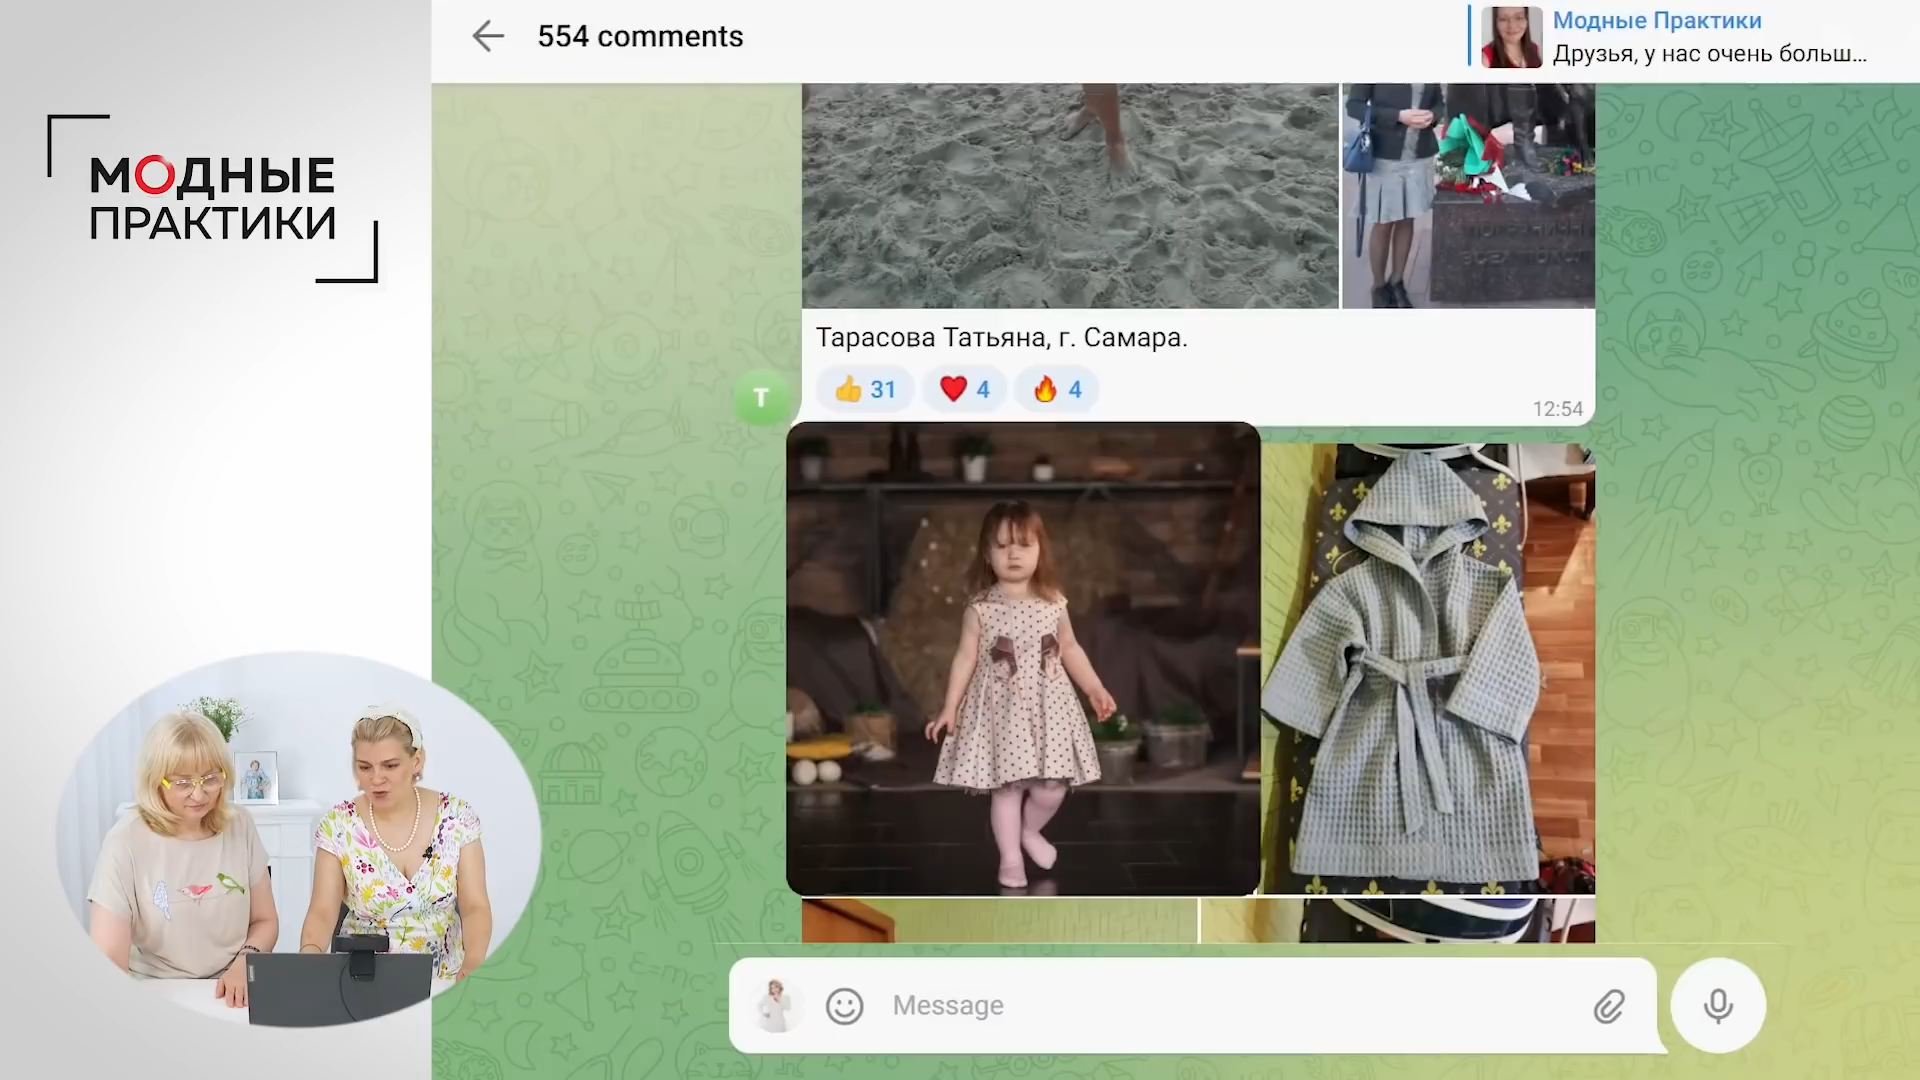 МОДНЫЕ
ПРАКТИКИ
554 comments
Модные Практики
Друзья, у нас очень больш...
ВСЕХ
Тарасова Татьяна, г. Самара.
👍 31 ❤️ 4 🔥 4
12:54
T
Message